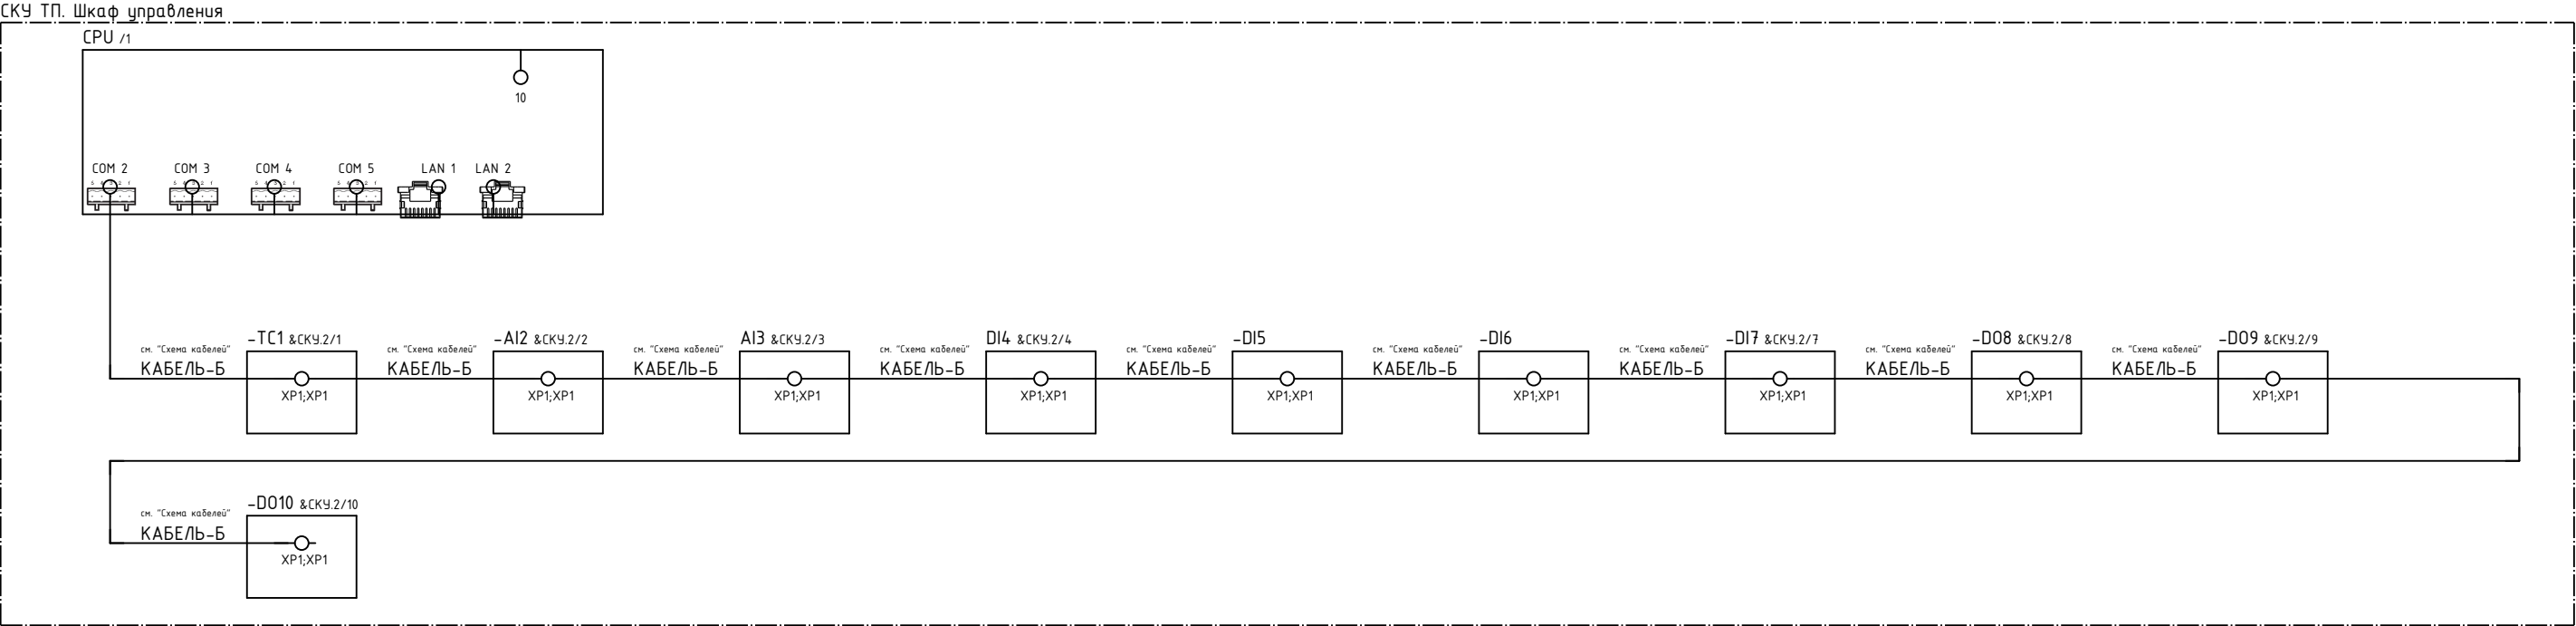 СКУ ТП. Шкаф управления
CPU /1
10
COM 2 COM 3 COM 4 COM 5 LAN 1 LAN 2
-TC1 &СКУ.2/1 -AI2 &СКУ.2/2 AI3 &СКУ.2/3 DI4 &СКУ.2/4 -DI5 -DI6 -DI7 &СКУ.2/7 -DO8 &СКУ.2/8 -DO9 &СКУ.2/9
см. "Схема кабелей" см. "Схема кабелей" см. "Схема кабелей" см. "Схема кабелей" см. "Схема кабелей" см. "Схема кабелей" см. "Схема кабелей" см. "Схема кабелей" см. "Схема кабелей"
КАБЕЛЬ-Б КАБЕЛЬ-Б КАБЕЛЬ-Б КАБЕЛЬ-Б КАБЕЛЬ-Б КАБЕЛЬ-Б КАБЕЛЬ-Б КАБЕЛЬ-Б КАБЕЛЬ-Б
XP1;XP1 XP1;XP1 XP1;XP1 XP1;XP1 XP1;XP1 XP1;XP1 XP1;XP1 XP1;XP1 XP1;XP1
-DO10 &СКУ.2/10
см. "Схема кабелей"
КАБЕЛЬ-Б
XP1;XP1